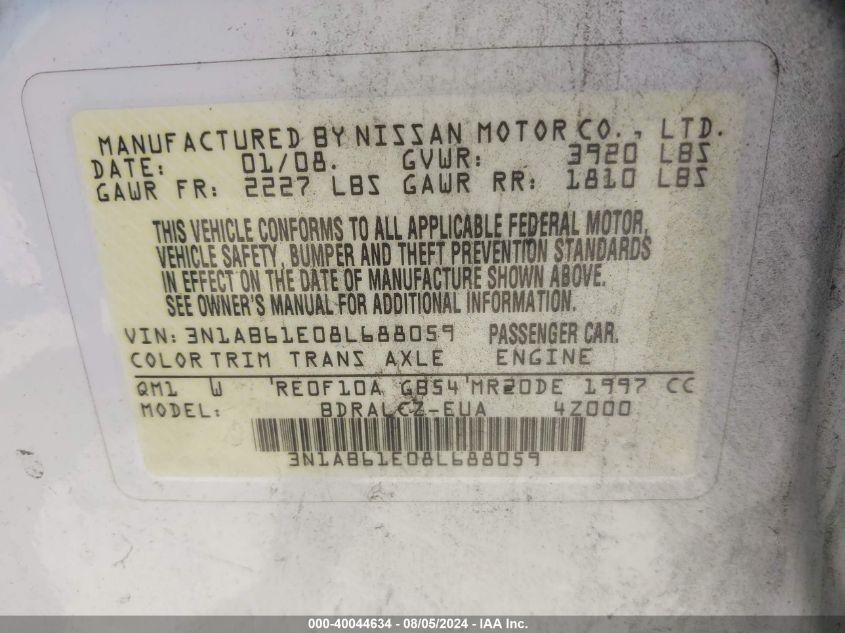 MANUFACTURED BY NISSAN MOTOR CO., LTD.
DATE: 01/08. GVWR: 3920 LBS
GAWR FR: 2227 LBS GAWR RR: 1810 LBS
THIS VEHICLE CONFORMS TO ALL APPLICABLE FEDERAL MOTOR
VEHICLE SAFETY, BUMPER AND THEFT PREVENTION STANDARDS
IN EFFECT ON THE DATE OF MANUFACTURE SHOWN ABOVE.
SEE OWNER'S MANUAL FOR ADDITIONAL INFORMATION.
VIN: 3N1AB61E08L688059 PASSENGER CAR.
COLOR TRIM TRANS AXLE ENGINE
QM1 W RE0F10A GB54 MR20DE 1997 CC
MODEL: BDRALCZ-EUA 4Z000
3N1AB61E08L688059
000-40044634 - 08/05/2024 - IAA Inc.